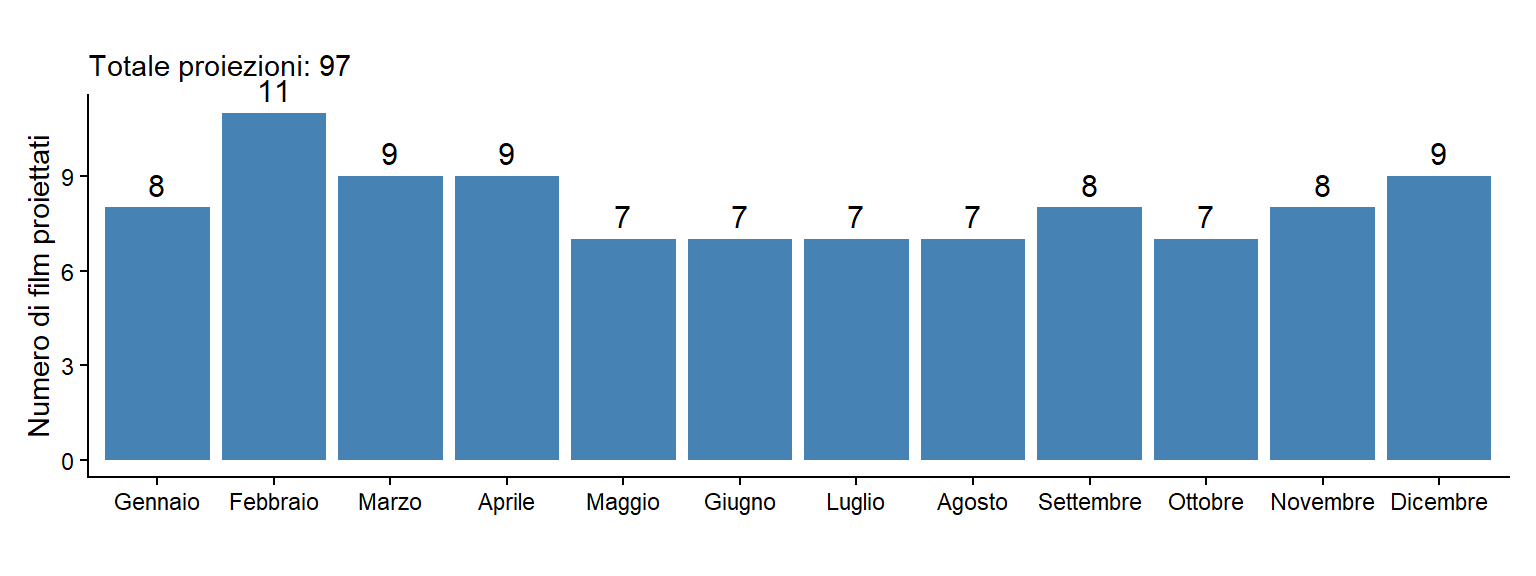 Totale proiezioni: 97
11
9 9 9
8 8 8
7 7 7 7 7
Numero di film proiettati
9
6
3
0
Gennaio Febbraio Marzo Aprile Maggio Giugno Luglio Agosto Settembre Ottobre Novembre Dicembre